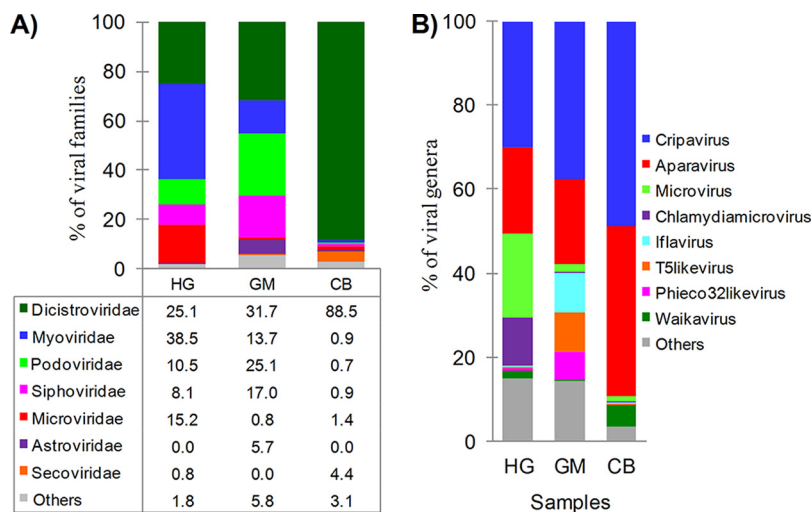 A)
% of viral families
100
80
60
40
20
0
HG GM CB
Dicistroviridae 25.1 31.7 88.5
Myoviridae 38.5 13.7 0.9
Podoviridae 10.5 25.1 0.7
Siphoviridae 8.1 17.0 0.9
Microviridae 15.2 0.8 1.4
Astroviridae 0.0 5.7 0.0
Secoviridae 0.8 0.0 4.4
Others 1.8 5.8 3.1
B)
% of viral genera
100
80
60
40
20
0
HG GM CB
Samples
Cripavirus
Aparavirus
Microvirus
Chlamydiamicrovirus
Iflavirus
T5likevirus
Phieco32likevirus
Waikavirus
Others